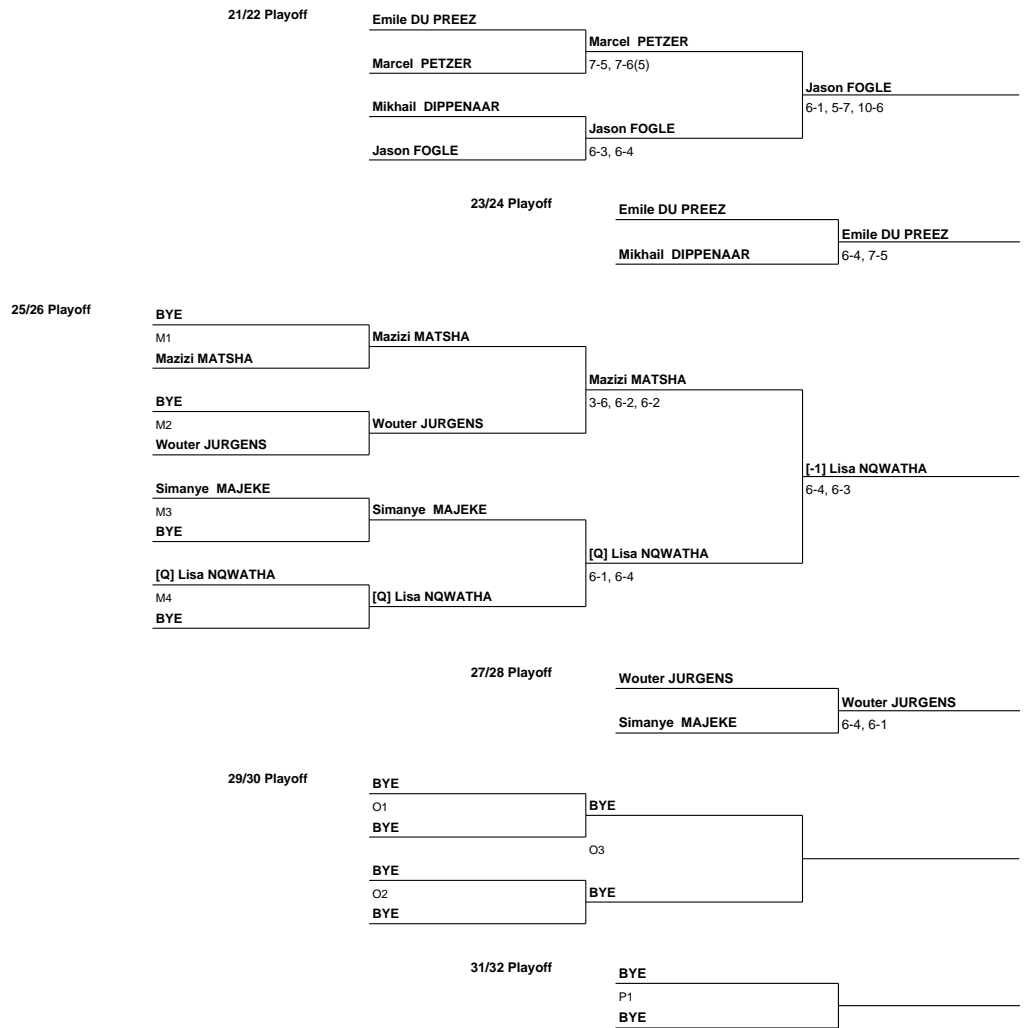 21/22 Playoff
Emile DU PREEZ
Marcel PETZER
Marcel PETZER
7-5, 7-6(5)
Jason FOGLE
6-1, 5-7, 10-6
Mikhail DIPPENAAR
Jason FOGLE
Jason FOGLE
6-3, 6-4
23/24 Playoff
Emile DU PREEZ
Emile DU PREEZ
Mikhail DIPPENAAR
6-4, 7-5
25/26 Playoff
BYE
M1
Mazizi MATSHA
Mazizi MATSHA
Mazizi MATSHA
3-6, 6-2, 6-2
BYE
M2
Wouter JURGENS
Wouter JURGENS
[-1] Lisa NQWATHA
6-4, 6-3
Simanye MAJEKE
M3
Simanye MAJEKE
BYE
[Q] Lisa NQWATHA
6-1, 6-4
[Q] Lisa NQWATHA
M4
[Q] Lisa NQWATHA
BYE
27/28 Playoff
Wouter JURGENS
Wouter JURGENS
Simanye MAJEKE
6-4, 6-1
29/30 Playoff
BYE
O1
BYE
BYE
O3
BYE
O2
BYE
BYE
31/32 Playoff
BYE
P1
BYE